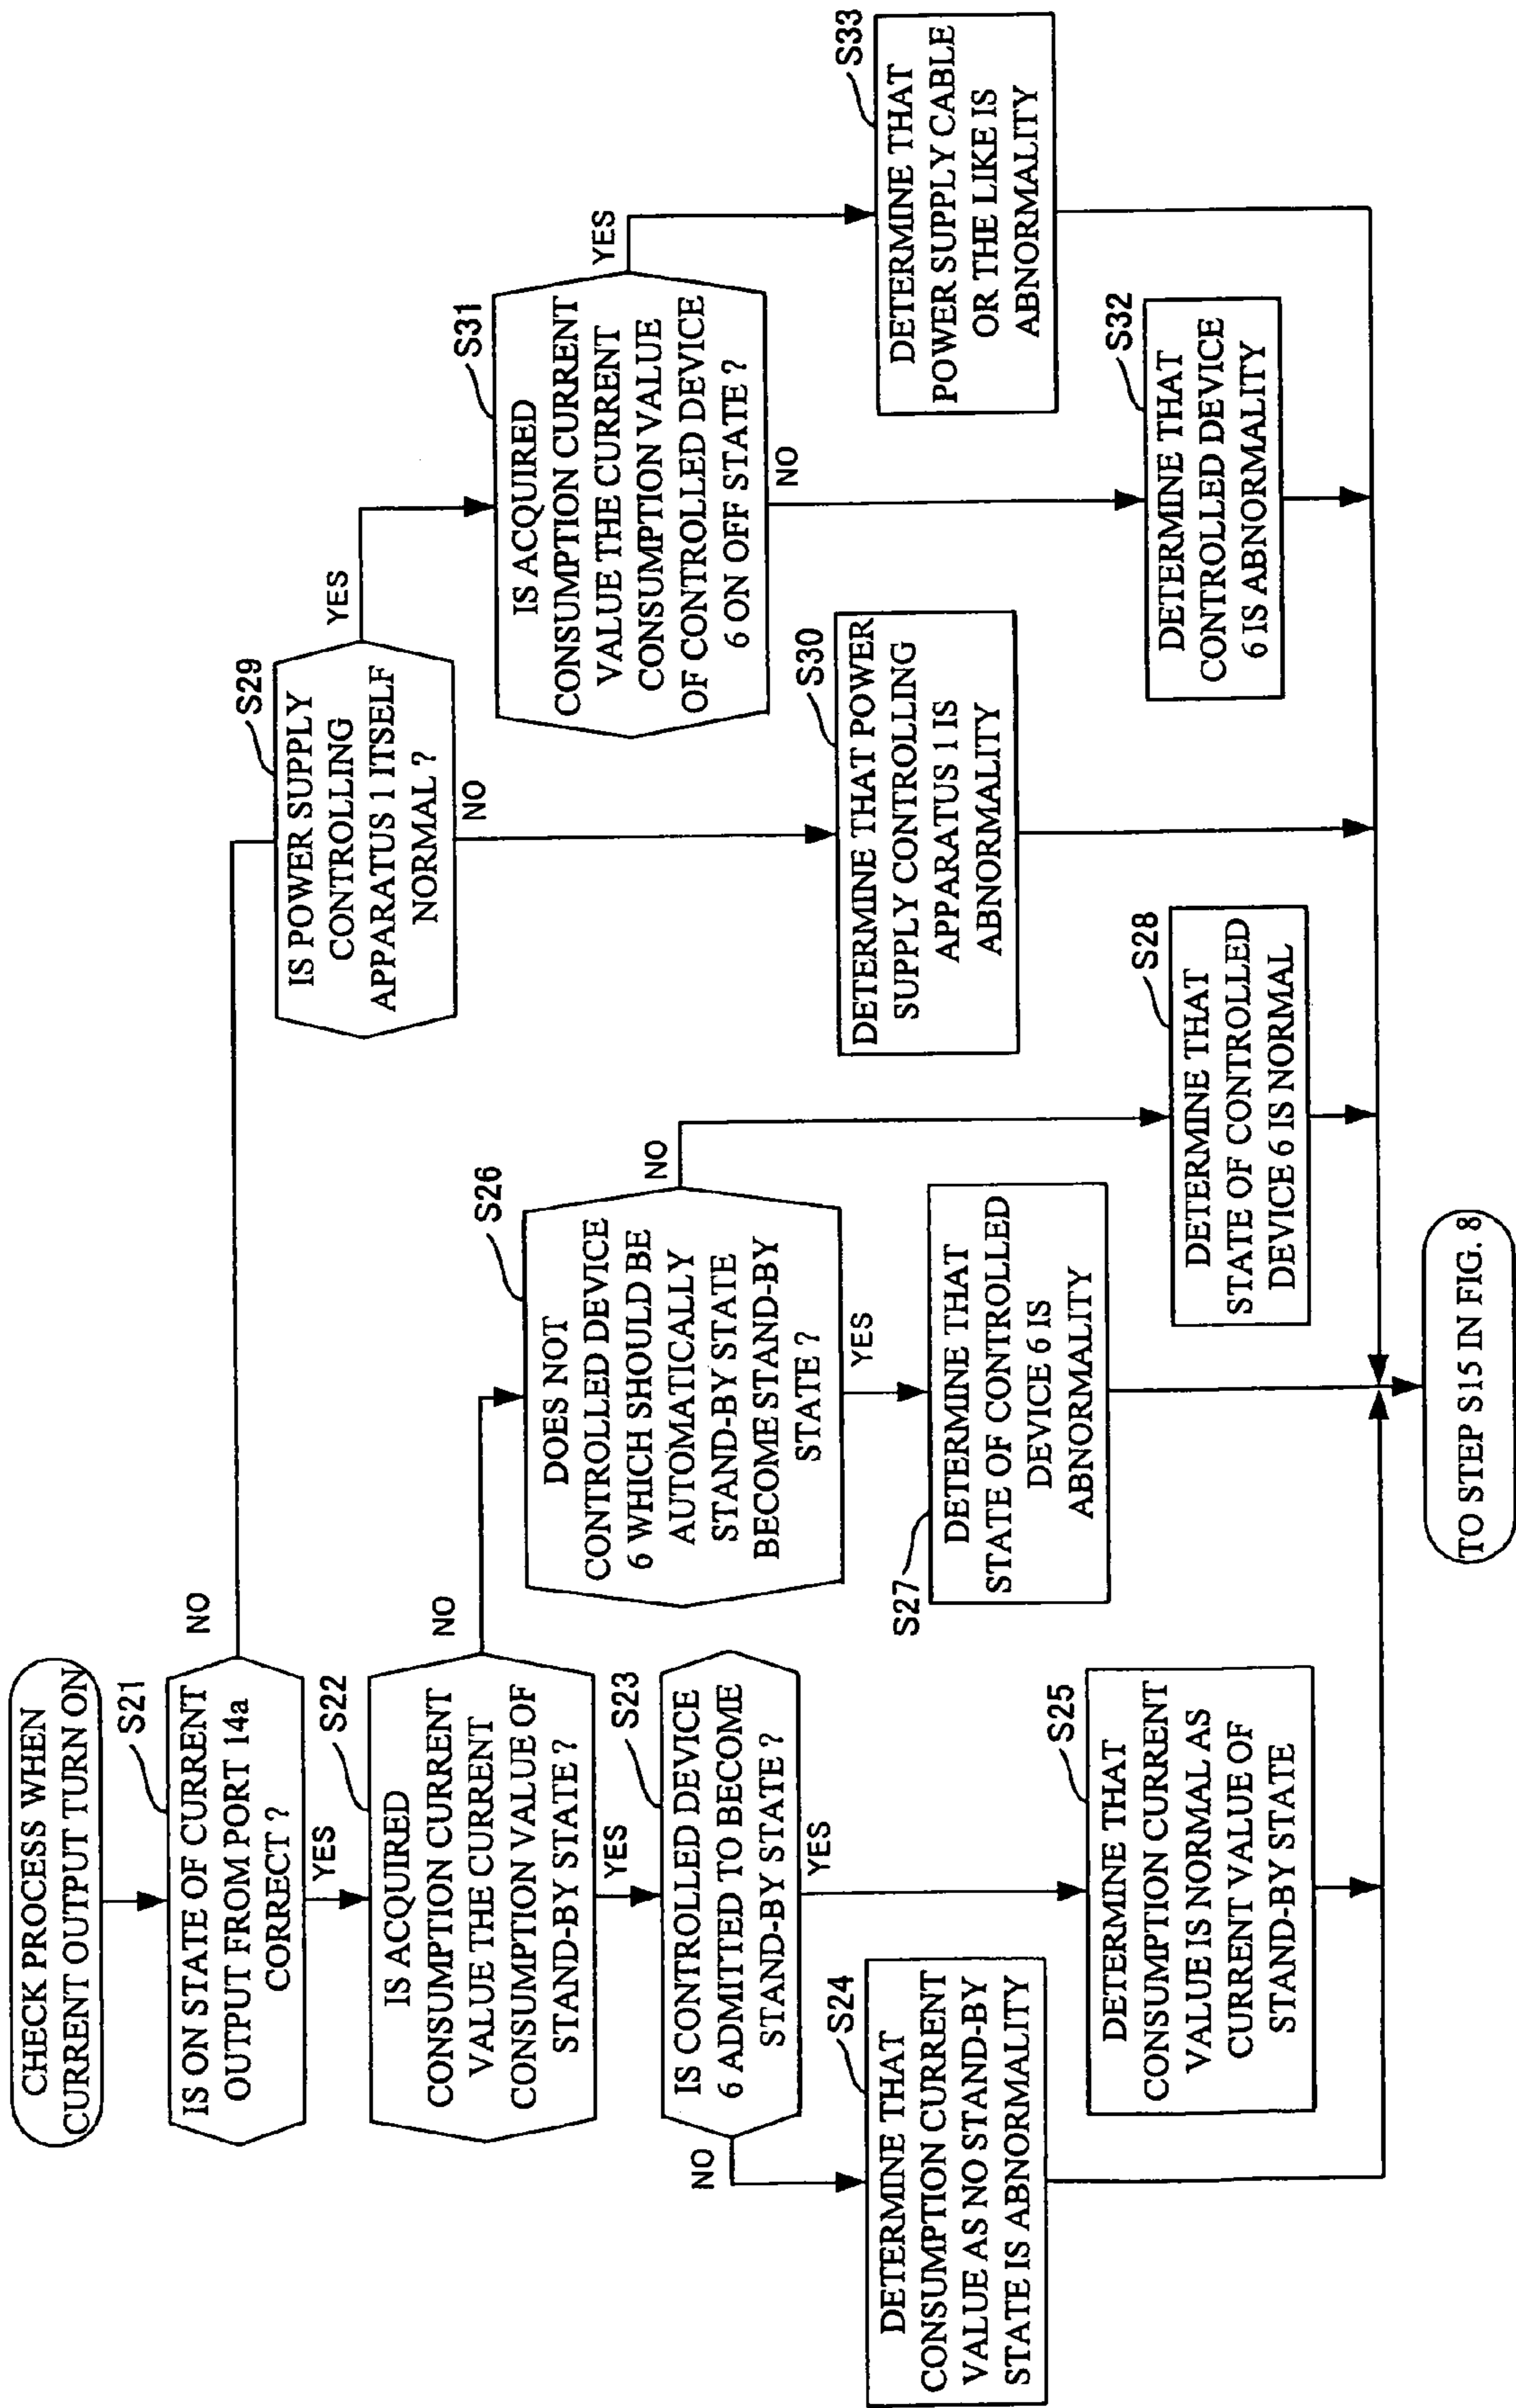 CHECK PROCESS WHEN
CURRENT OUTPUT TURN ON
S21
IS ON STATE OF CURRENT
OUTPUT FROM PORT 14a
CORRECT ?
NO
YES
S22
IS ACQUIRED
CONSUMPTION CURRENT
VALUE THE CURRENT
CONSUMPTION VALUE OF
STAND-BY STATE ?
NO
YES
S23
IS CONTROLLED DEVICE
6 ADMITTED TO BECOME
STAND-BY STATE ?
NO
YES
S24
DETERMINE THAT
CONSUMPTION CURRENT
VALUE AS NO STAND-BY
STATE IS ABNORMALITY
S25
DETERMINE THAT
CONSUMPTION CURRENT
VALUE IS NORMAL AS
CURRENT VALUE OF
STAND-BY STATE
S26
DOES NOT
CONTROLLED DEVICE
6 WHICH SHOULD BE
AUTOMATICALLY
STAND-BY STATE
BECOME STAND-BY
STATE ?
NO
YES
S27
DETERMINE THAT
STATE OF CONTROLLED
DEVICE 6 IS
ABNORMALITY
S28
DETERMINE THAT
STATE OF CONTROLLED
DEVICE 6 IS NORMAL
S29
IS POWER SUPPLY
CONTROLLING
APPARATUS 1 ITSELF
NORMAL ?
YES
NO
S30
DETERMINE THAT POWER
SUPPLY CONTROLLING
APPARATUS 1 IS
ABNORMALITY
S31
IS ACQUIRED
CONSUMPTION CURRENT
VALUE THE CURRENT
CONSUMPTION VALUE
OF CONTROLLED DEVICE
6 ON OFF STATE ?
YES
NO
S32
DETERMINE THAT
CONTROLLED DEVICE
6 IS ABNORMALITY
S33
DETERMINE THAT
POWER SUPPLY CABLE
OR THE LIKE IS
ABNORMALITY
TO STEP S15 IN FIG. 8